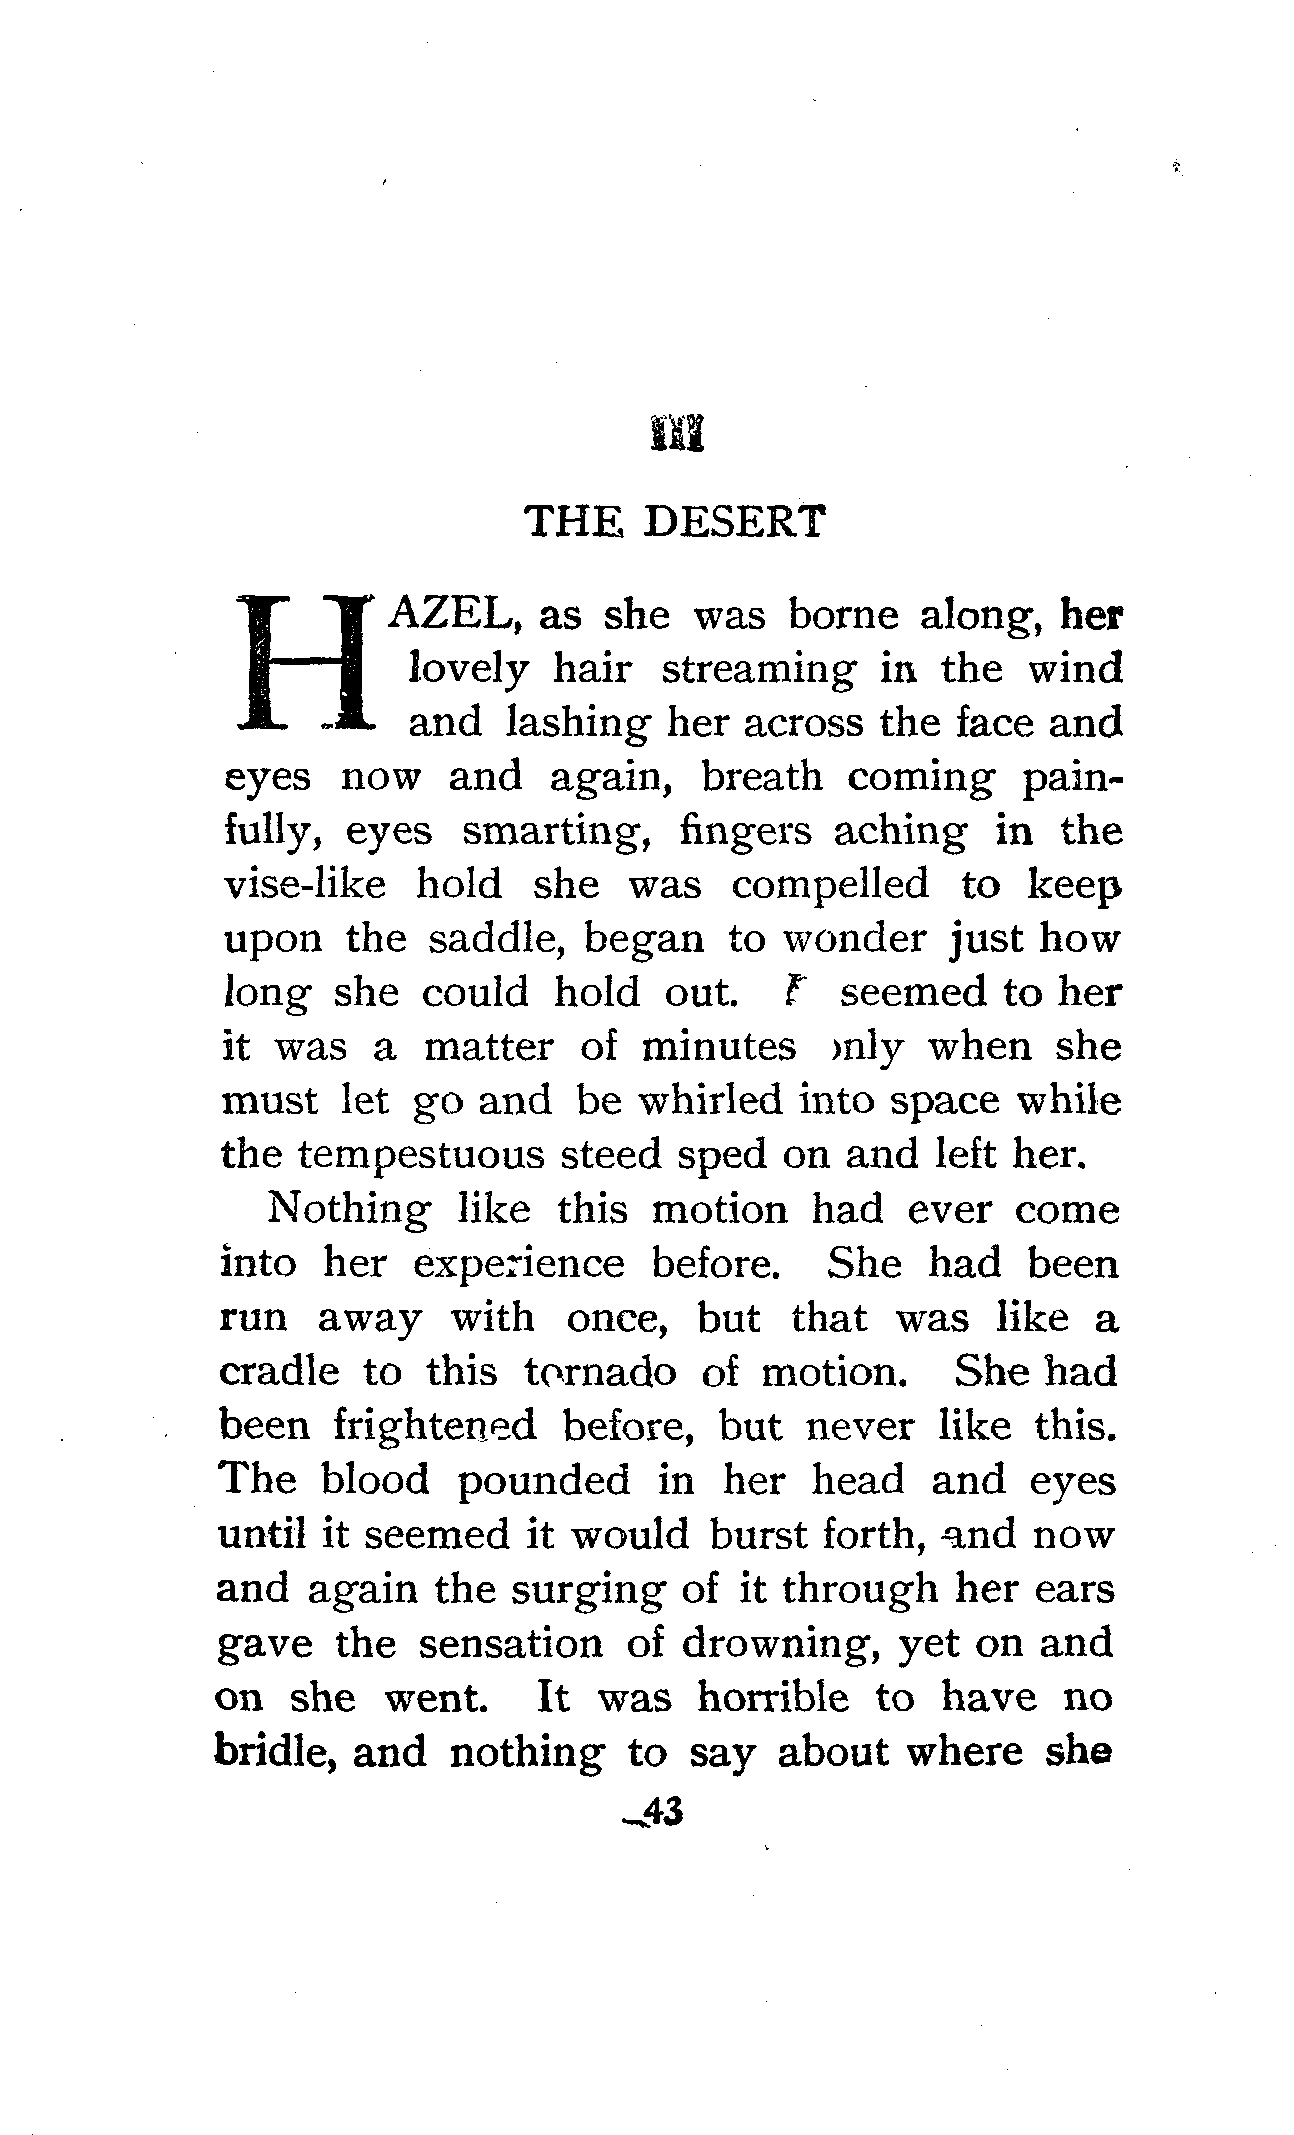 III
THE DESERT
HAZEL, as she was borne along, her
lovely hair streaming in the wind
and lashing her across the face and
eyes now and again, breath coming pain-
fully, eyes smarting, fingers aching in the
vise-like hold she was compelled to keep
upon the saddle, began to wonder just how
long she could hold out. seemed to her
it was a matter of minutes only when she
must let go and be whirled into space while
the tempestuous steed sped on and left her.
Nothing like this motion had ever come
into her experience before. She had been
run away with once, but that was like a
cradle to this tornado of motion. She had
been frightened before, but never like this.
The blood pounded in her head and eyes
until it seemed it would burst forth, and now
and again the surging of it through her ears
gave the sensation of drowning, yet on and
on she went. It was horrible to have no
bridle, and nothing to say about where she
43